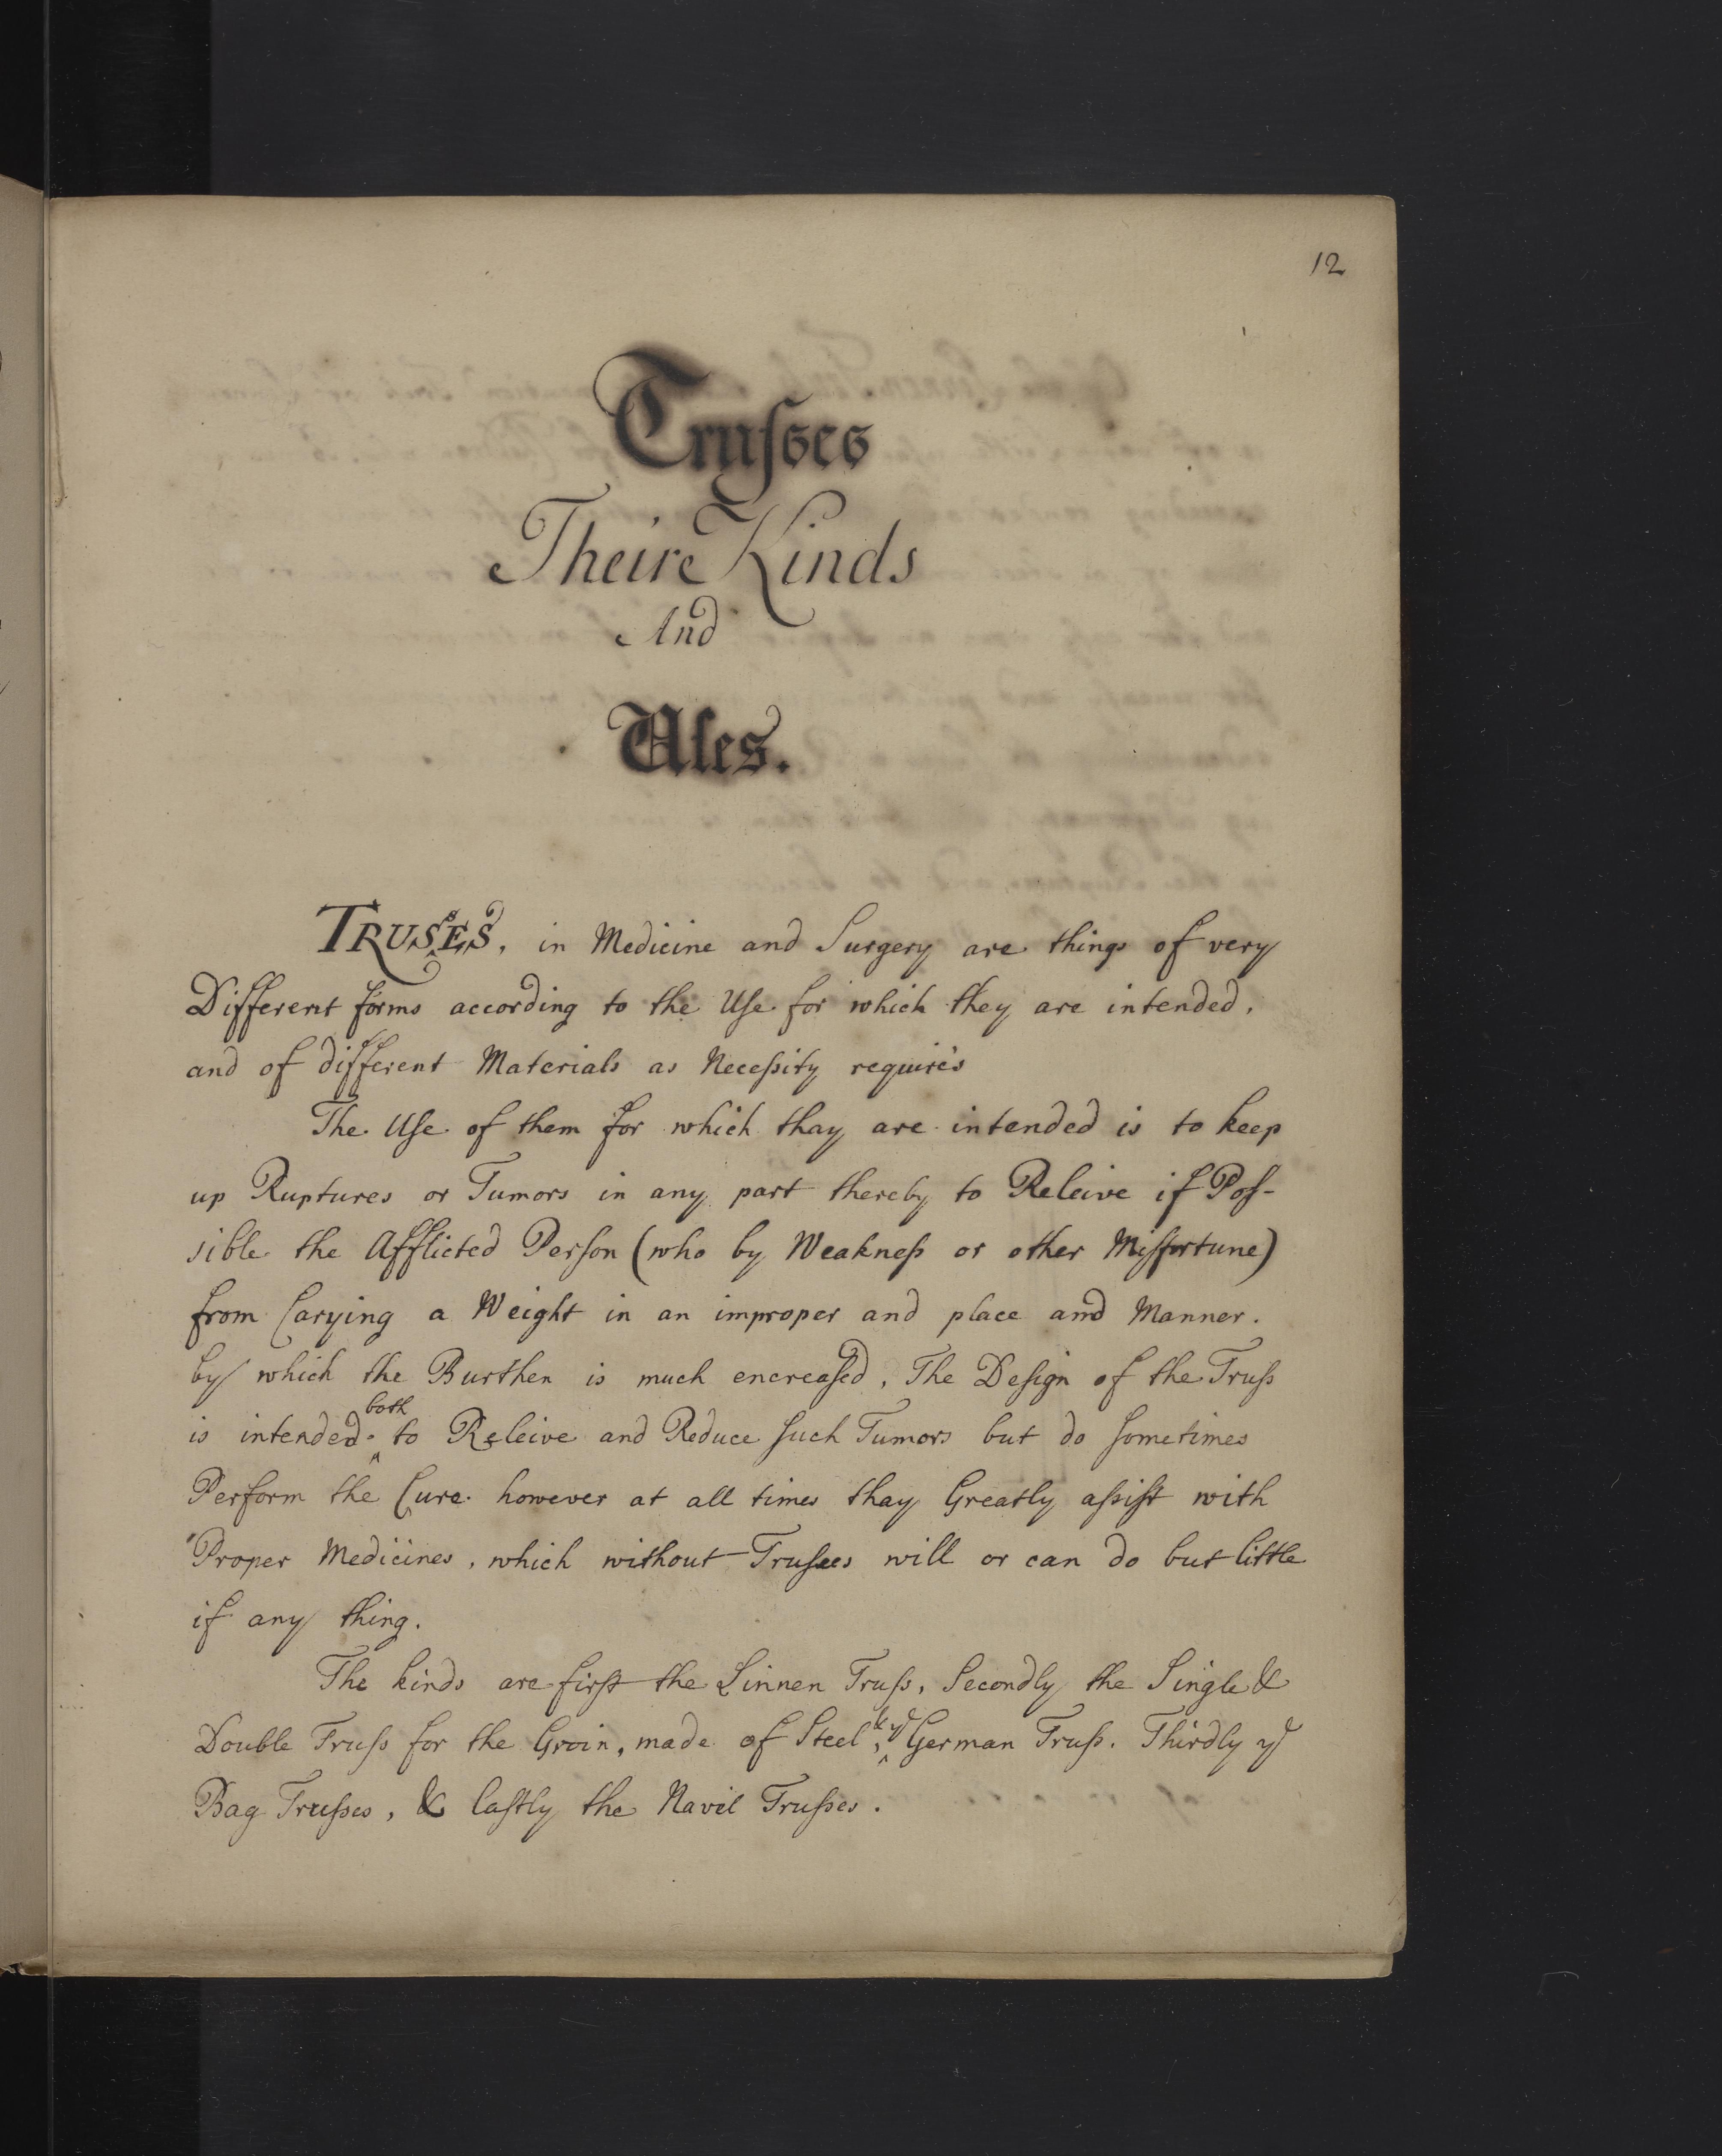 12
Truſses
Their Kinds
And
Uſes.
TRUSsES, in Medicine and Surgery are things of very
Different forms according to the Uſe for which they are intended,
and of different Materials as Neceſsity require's
The Uſe of them for which thay are intended is to keep
up Ruptures or Tumors in any part thereby to Releive if Poſ-
sible the Afflicted Perſon (who by Weakneſs or other Miſfortune)
from Carying a Weight in an improper and place and Manner.
by which the Burthen is much encreaſed, The Deſign of the Truſs
is intended both to Releive and Reduce ſuch Tumors but do ſometimes
Perform the Cure. however at all times thay Greatly aſsiſt with
Proper Medicines, which without Truſses will or can do but little
if any thing.
The kinds are firſt the Linnen Truſs, Secondly the Single &
Double Truſs for the Groin, made of Steel, & ye German Truſs. Thirdly ye
Bag Truſses, & laſtly the Navil Truſses.